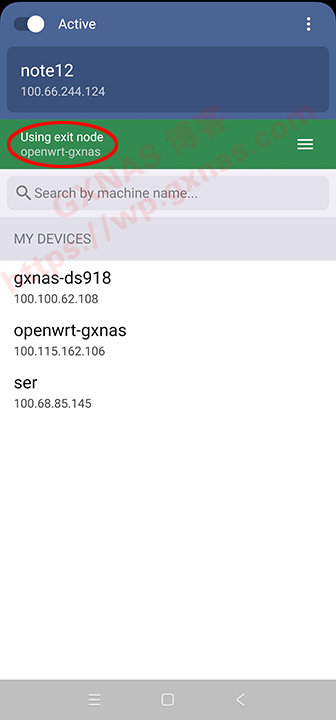 Active
note12
100.66.244.124
Using exit node
openwrt-gxnas
Search by machine name...
MY DEVICES
gxnas-ds918
100.100.62.108
openwrt-gxnas
100.115.162.106
ser
100.68.85.145
GXNAS 博客
https://wp.gxnas.com